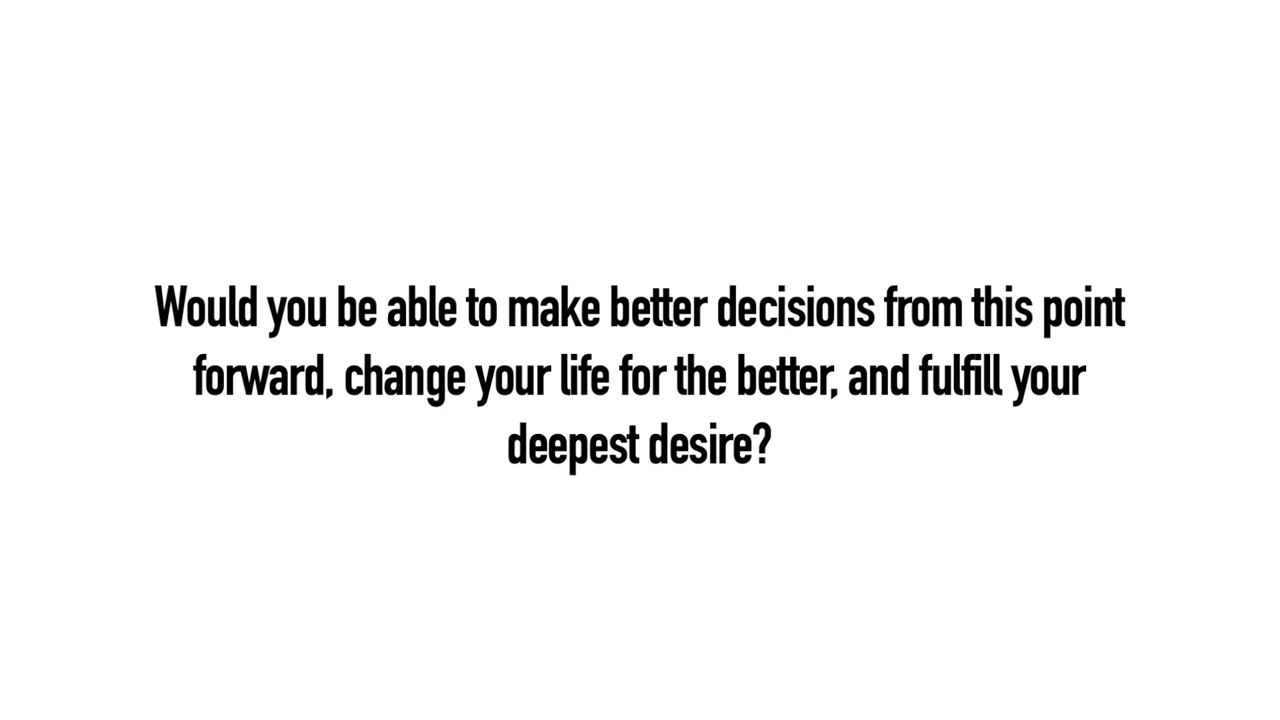 Would you be able to make better decisions from this point
forward, change your life for the better, and fulfill your
deepest desire?